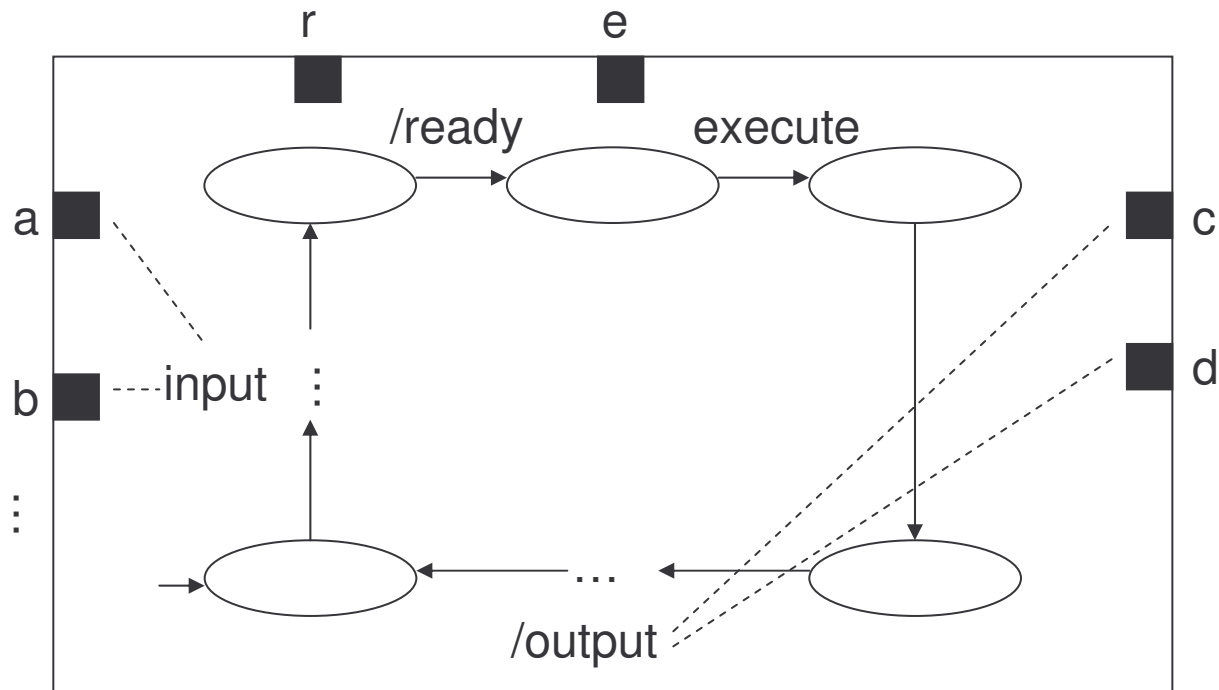 r e
/ready execute
a c
input ⋮ d
b
⋮
...
/output